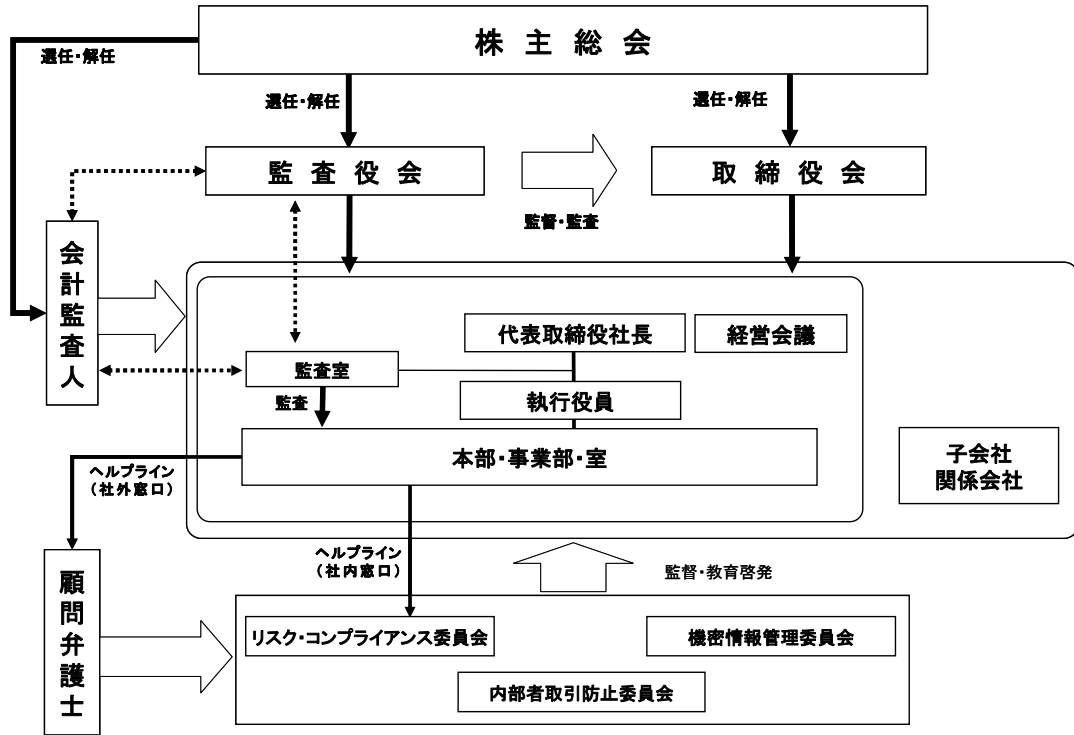 株主総会
選任・解任
選任・解任
選任・解任
監査役会
取締役会
監督・監査
会計監査人
代表取締役社長
経営会議
監査室
監査
執行役員
本部・事業部・室
子会社
関係会社
ヘルプライン
（社外窓口）
ヘルプライン
（社内窓口）
監督・教育啓発
顧問弁護士
リスク・コンプライアンス委員会
機密情報管理委員会
内部者取引防止委員会